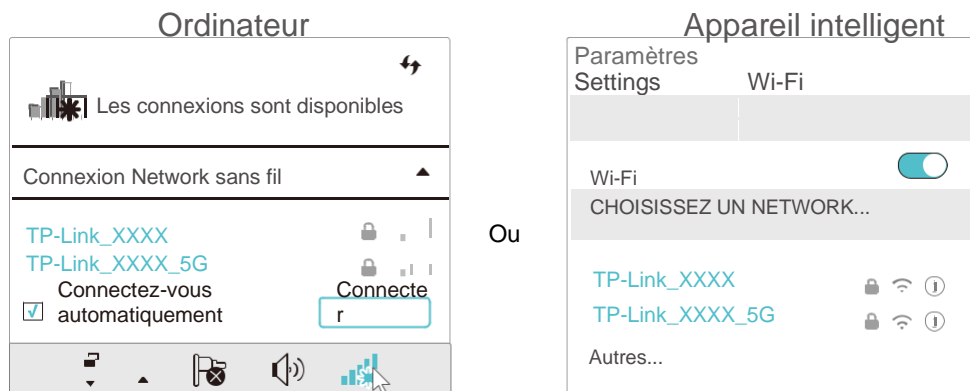 Ordinateur
Les connexions sont disponibles
Connexion Network sans fil
TP-Link_XXXX
TP-Link_XXXX_5G
Connectez-vous
automatiquement
Connecte
r
Ou
Appareil intelligent
Paramètres
Settings Wi-Fi
Wi-Fi
CHOISISSEZ UN NETWORK...
TP-Link_XXXX
TP-Link_XXXX_5G
Autres...